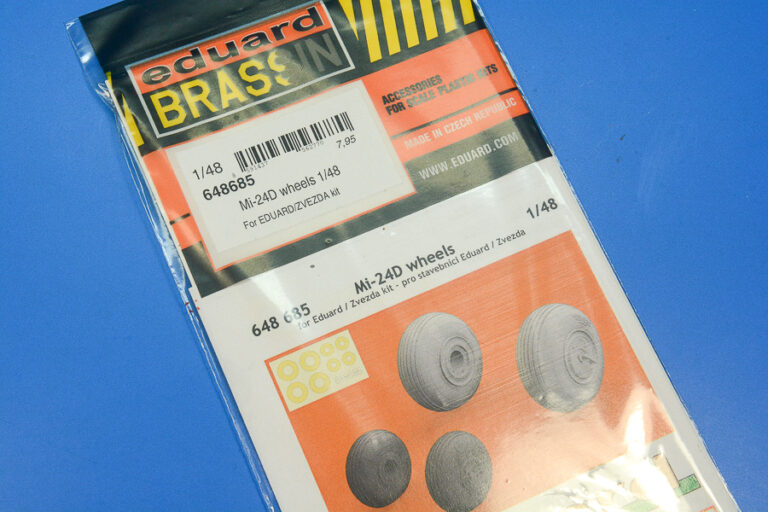 eduard
BRASSIN
ACCESSORIES
FOR SCALE PLASTIC KITS
MADE IN CZECH REPUBLIC
WWW.EDUARD.COM
1/48
7,95
648685
Mi-24D wheels 1/48
For EDUARD/ZVEZDA kit
648 685
Mi-24D wheels
1/48
for Eduard / Zvezda kit - pro stavebnici Eduard / Zvezda